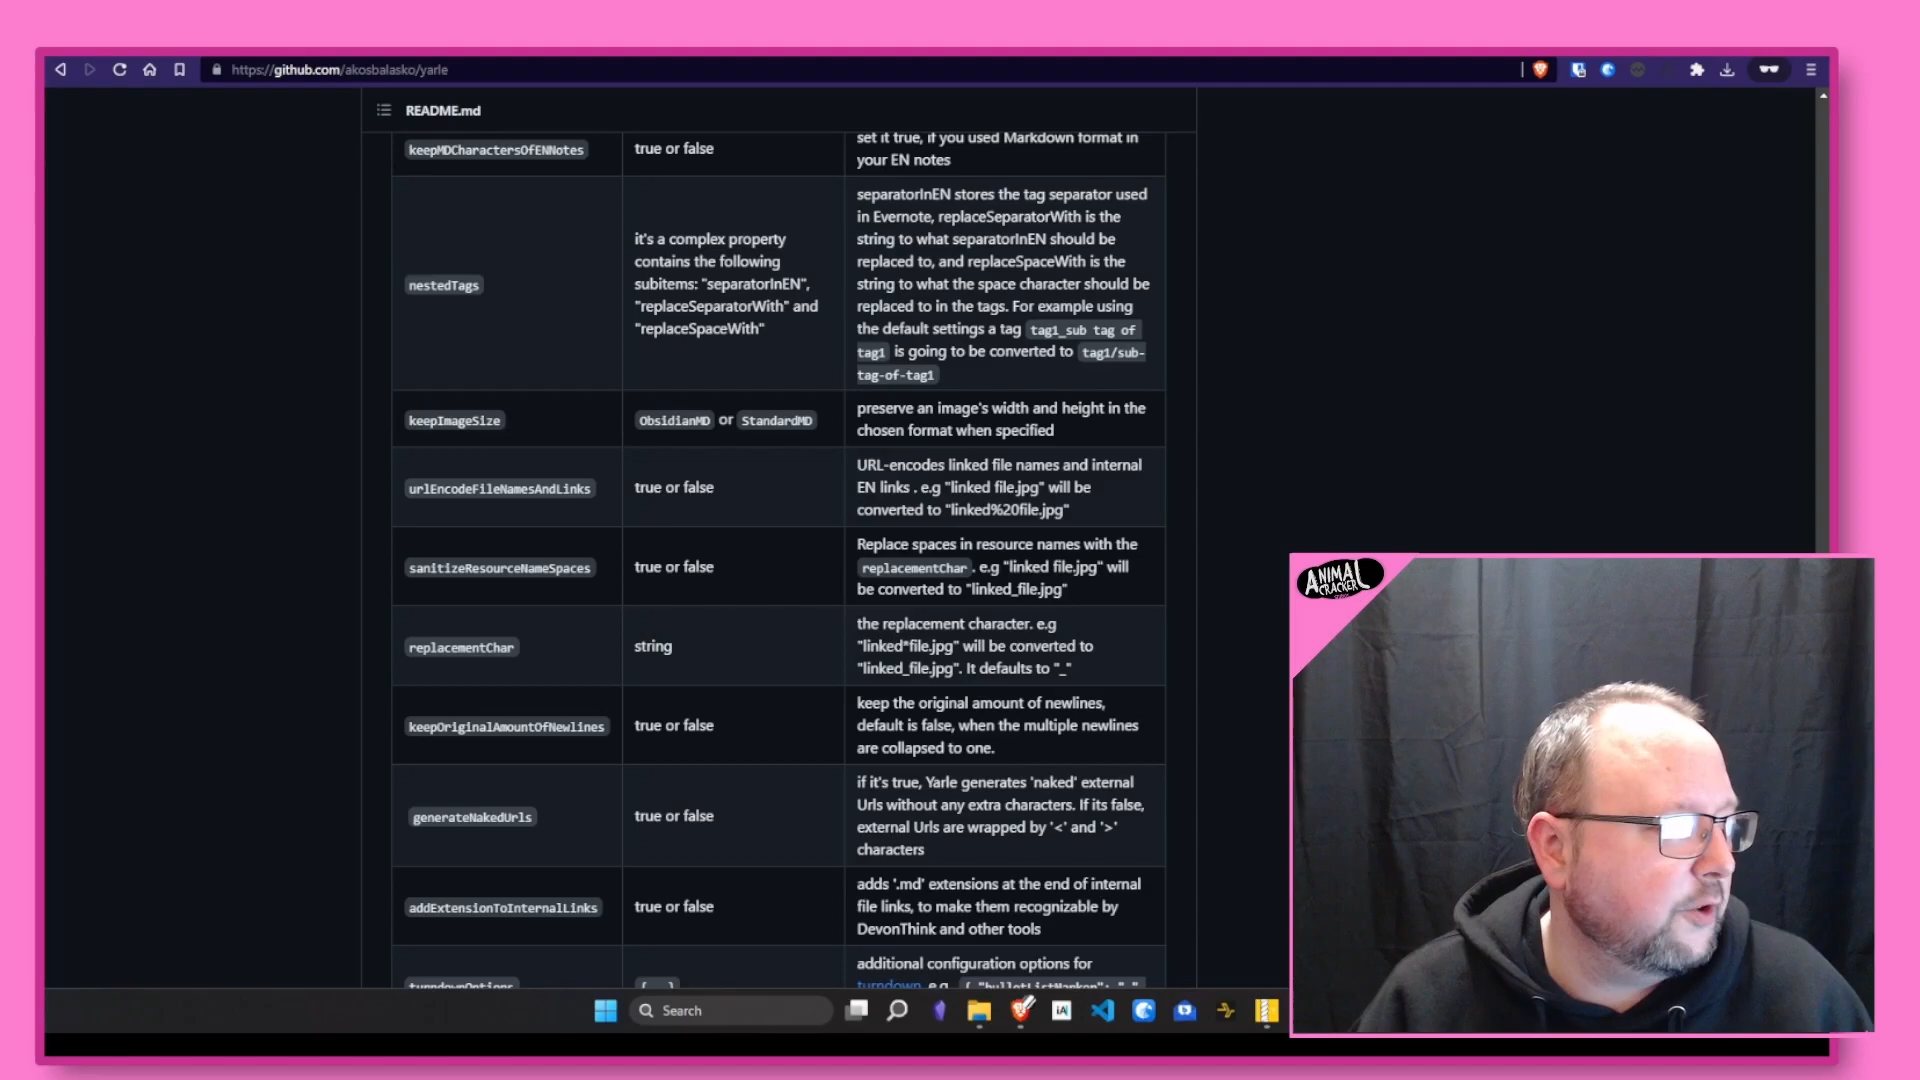 https://github.com/akosbalasko/yarle
README.md
keepMDCharactersOfENNotes
true or false
set it true, if you used Markdown format in
your EN notes
nestedTags
it's a complex property
contains the following
subitems: "separatorInEN",
"replaceSeparatorWith" and
"replaceSpaceWith"
separatorInEN stores the tag separator used
in Evernote, replaceSeparatorWith is the
string to what separatorInEN should be
replaced to, and replaceSpaceWith is the
string to what the space character should be
replaced to in the tags. For example using
the default settings a tag tag1_sub tag of
tag1 is going to be converted to tag1/sub-
tag-of-tag1
keepImageSize
ObsidianMD or StandardMD
preserve an image's width and height in the
chosen format when specified
urlEncodeFileNamesAndLinks
true or false
URL-encodes linked file names and internal
EN links . e.g "linked file.jpg" will be
converted to "linked%20file.jpg"
sanitizeResourceNameSpaces
true or false
Replace spaces in resource names with the
replacementChar . e.g "linked file.jpg" will
be converted to "linked_file.jpg"
replacementChar
string
the replacement character. e.g
"linked*file.jpg" will be converted to
"linked_file.jpg". It defaults to "_"
keepOriginalAmountOfNewlines
true or false
keep the original amount of newlines,
default is false, when the multiple newlines
are collapsed to one.
generateNakedUrls
true or false
if it's true, Yarle generates 'naked' external
Urls without any extra characters. If its false,
external Urls are wrapped by '<' and '>'
characters
addExtensionToInternalLinks
true or false
adds '.md' extensions at the end of internal
file links, to make them recognizable by
DevonThink and other tools
turndownOptions
{ }
additional configuration options for
turndown, e.g. { "bulletListMarker": "-"
Search
iA
ANIMAL
CRACKER